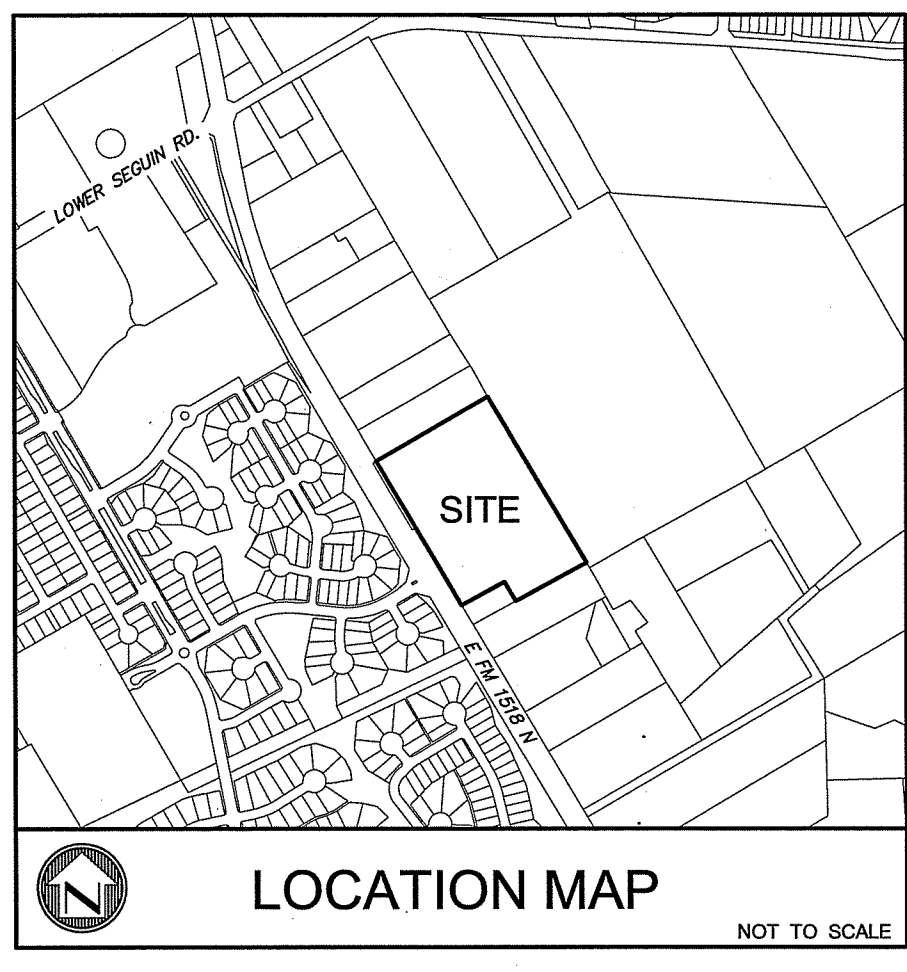 LOWER SEGUIN RD.
SITE
E FM 1518 N
N
LOCATION MAP
NOT TO SCALE